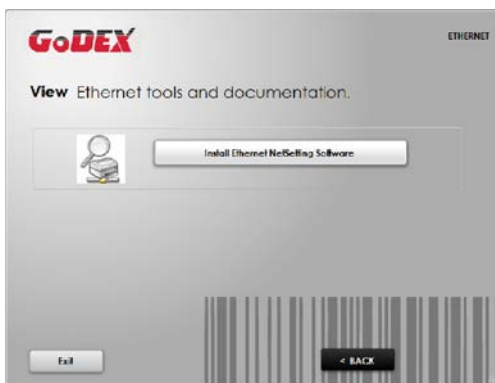 GoDEX
ETHERNET
View Ethernet tools and documentation.
Install Ethernet NetSetting Software
Exit
< BACK